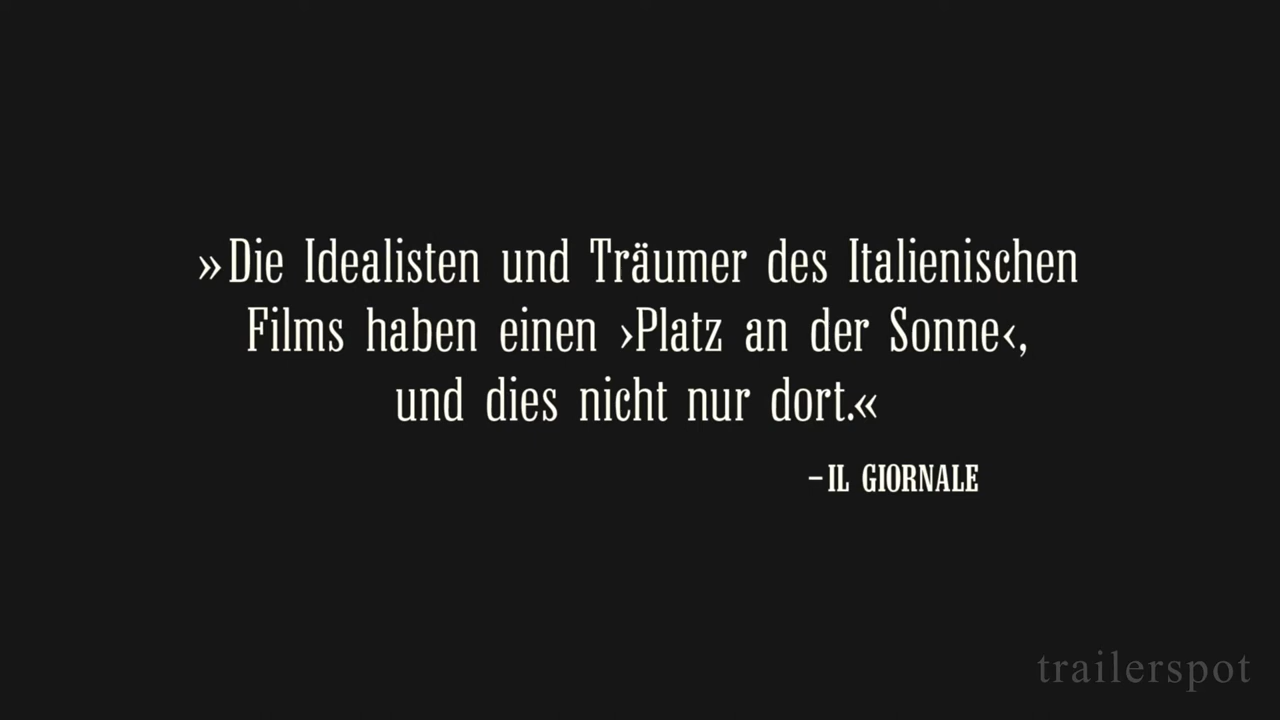 »Die Idealisten und Träumer des Italienischen
Films haben einen ›Platz an der Sonne‹,
und dies nicht nur dort.«
–IL GIORNALE
trailerspot